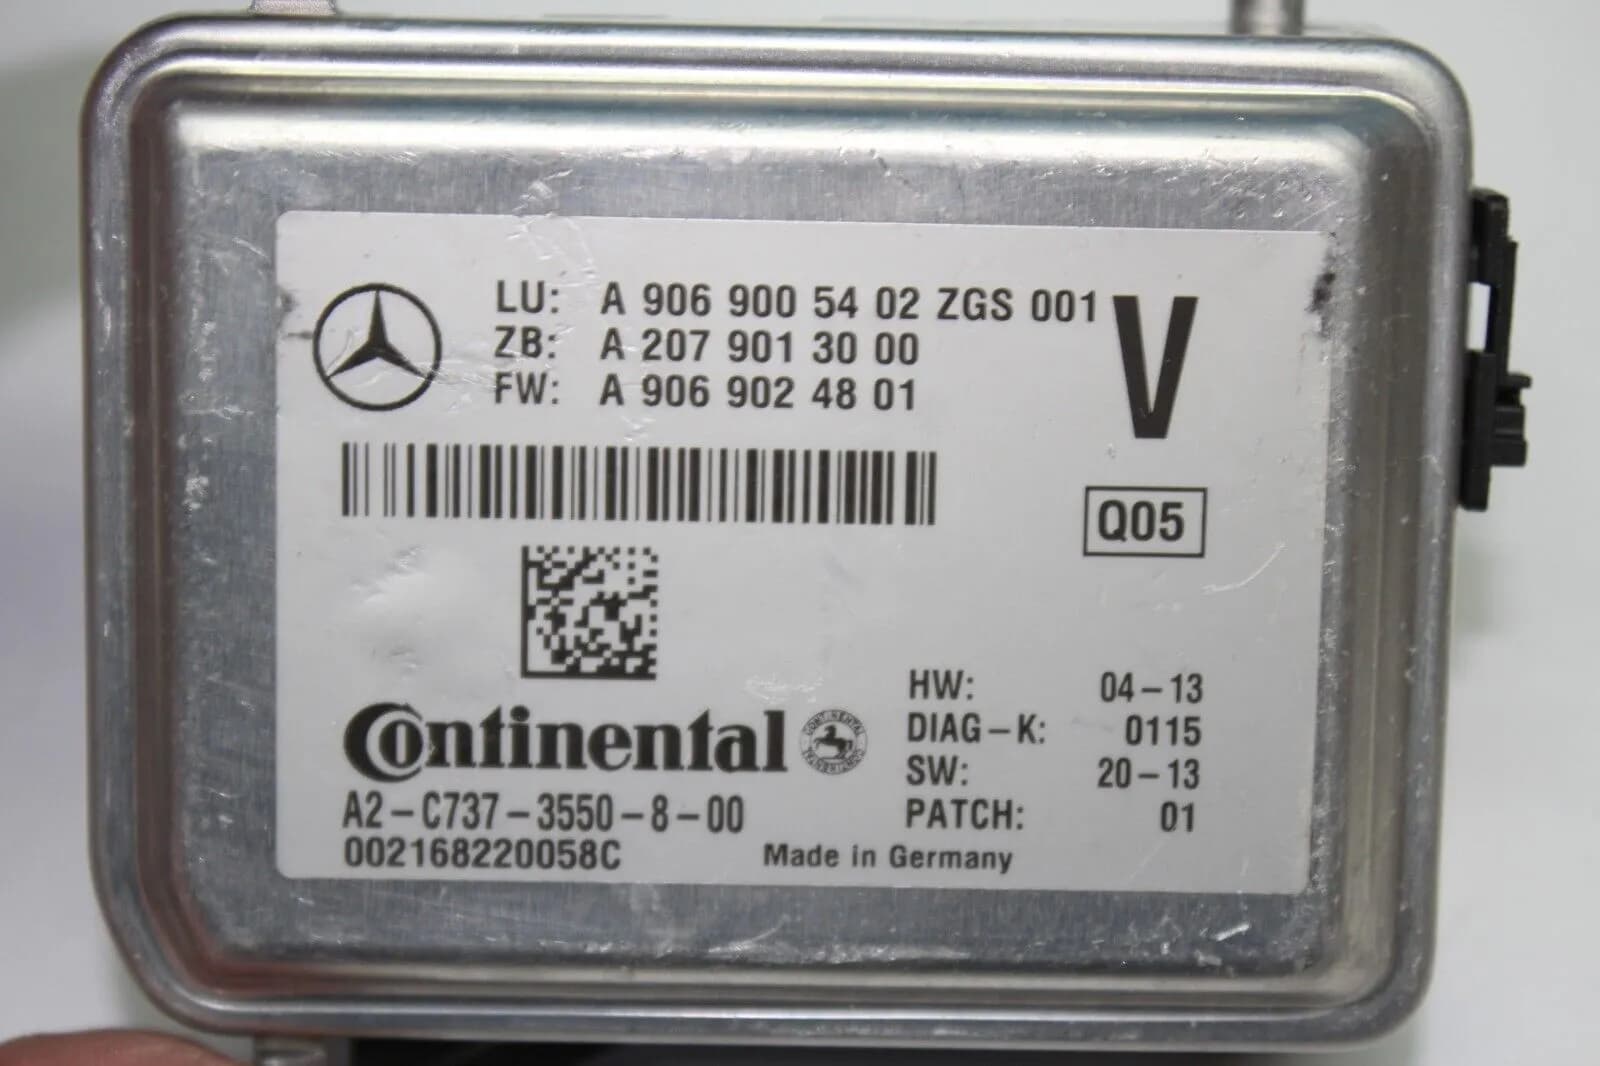 LU: A 906 900 54 02 ZGS 001
ZB: A 207 901 30 00
FW: A 906 902 48 01
V
Q05
Continental
HW: 04-13
DIAG-K: 0115
SW: 20-13
PATCH: 01
A2-C737-3550-8-00
002168220058C
Made in Germany